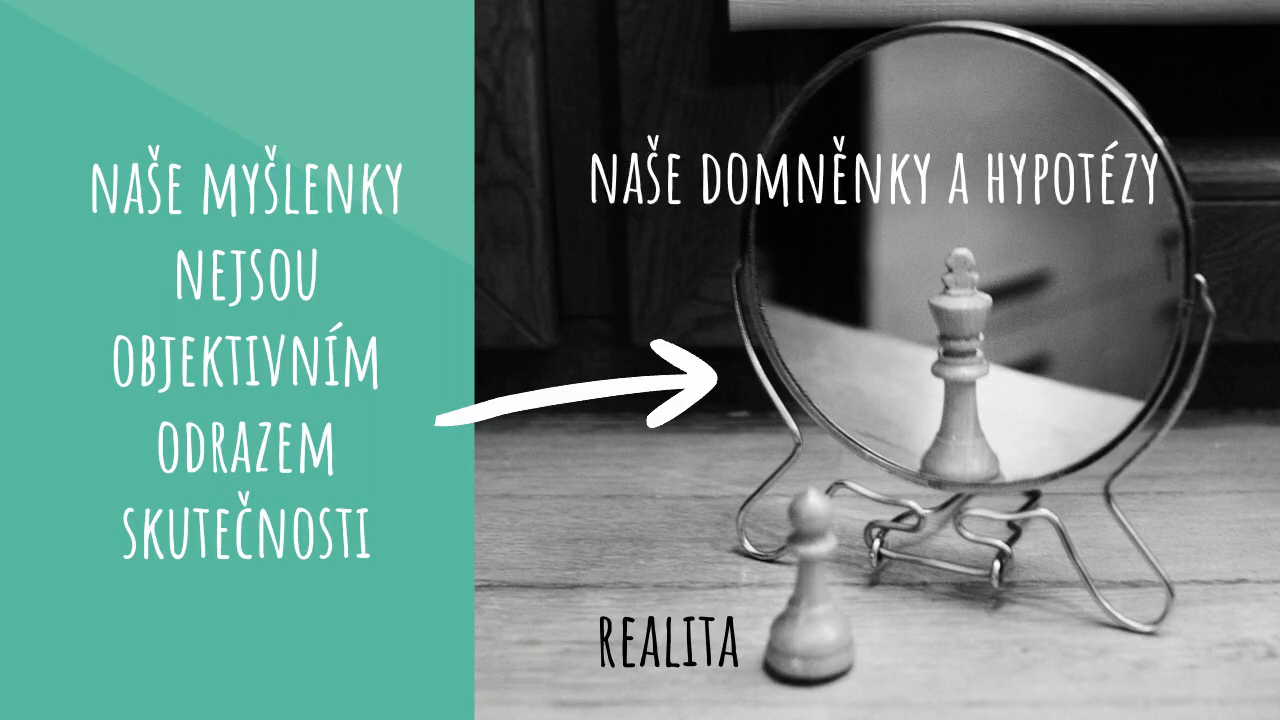 NAŠE MYŠLENKY
NEJSOU
OBJEKTIVNÍM
ODRAZEM
SKUTEČNOSTI
NAŠE DOMNĚNKY A HYPOTÉZY
REALITA